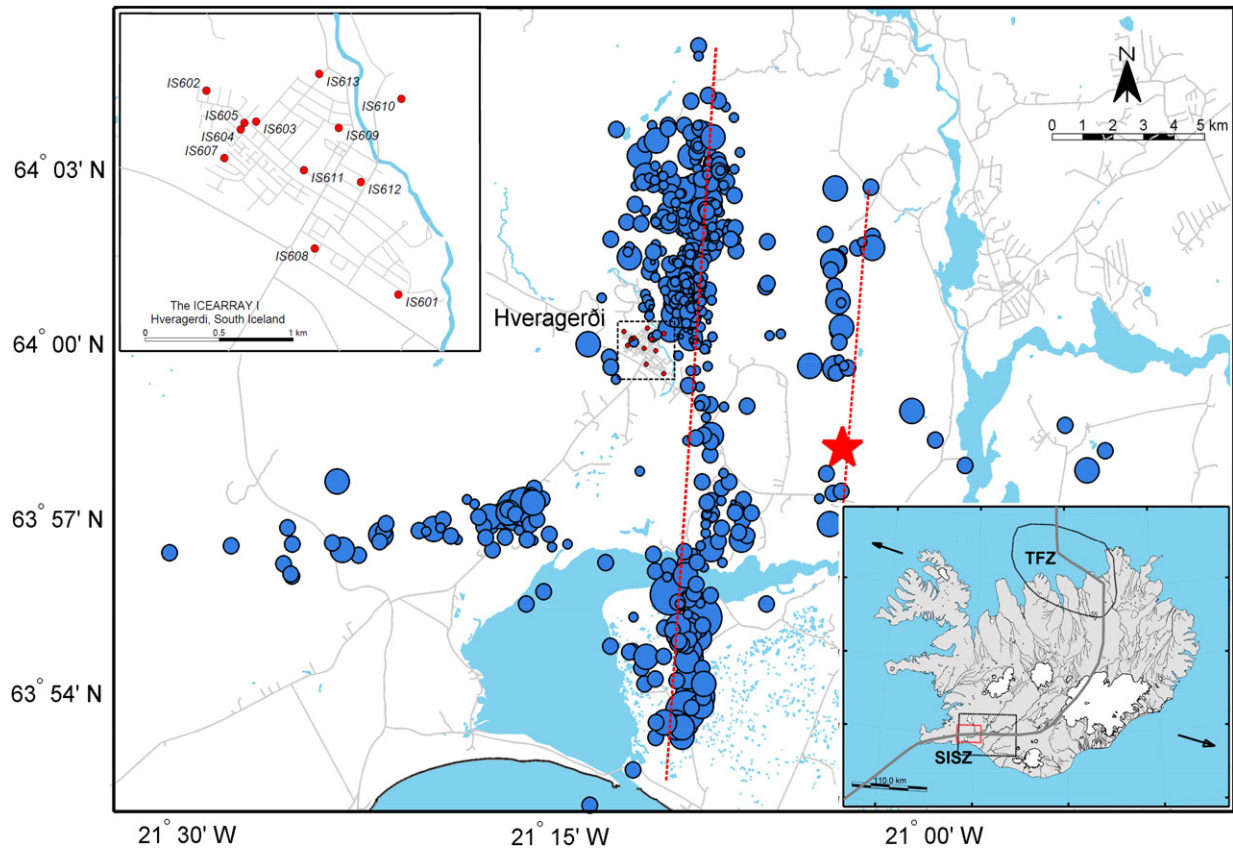 IS602
IS613
IS610
IS605
IS603
IS604
IS609
IS607
IS611
IS612
IS608
IS601
The ICEARRAY I
Hveragerdi, South Iceland
0 0.5 1 km
N
0 1 2 3 4 5 km
64° 03' N
Hveragerði
64° 00' N
63° 57' N
63° 54' N
TFZ
SISZ
110.0 km
21° 30' W
21° 15' W
21° 00' W